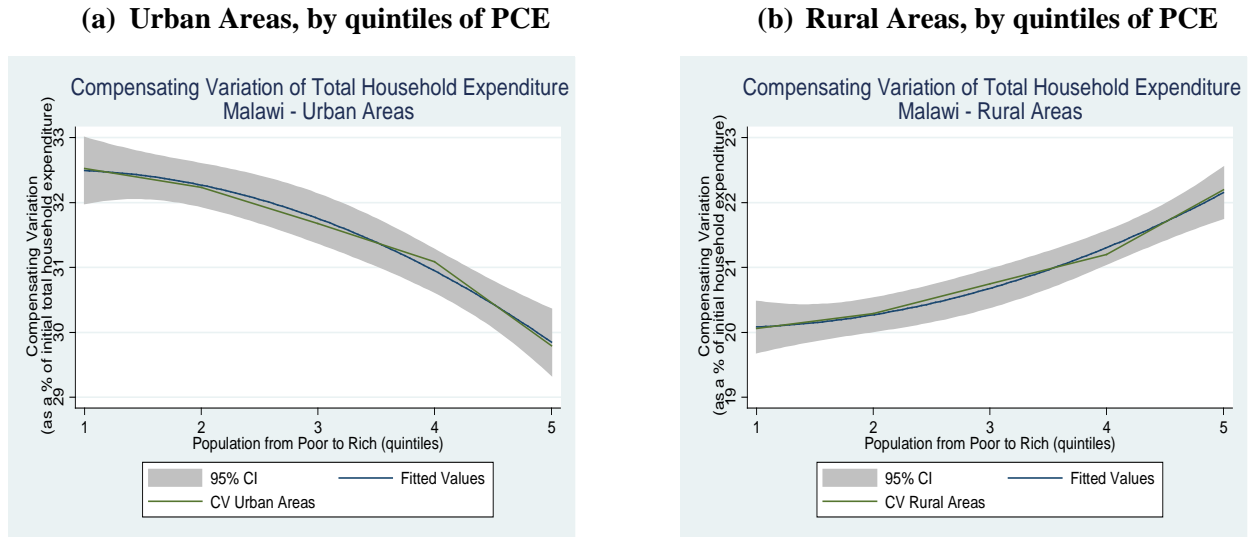 (a) Urban Areas, by quintiles of PCE
Compensating Variation of Total Household Expenditure
Malawi - Urban Areas
Compensating Variation
(as a % of initial total household expenditure)
33
32
31
30
29
1 2 3 4 5
Population from Poor to Rich (quintiles)
95% CI Fitted Values
CV Urban Areas
(b) Rural Areas, by quintiles of PCE
Compensating Variation of Total Household Expenditure
Malawi - Rural Areas
Compensating Variation
(as a % of initial household expenditure)
23
22
21
20
19
1 2 3 4 5
Population from Poor to Rich (quintiles)
95% CI Fitted Values
CV Rural Areas